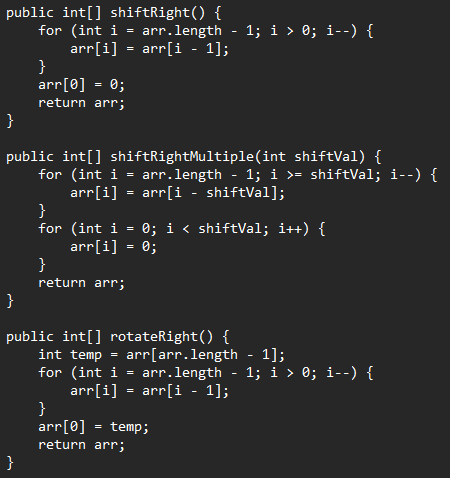 public int[] shiftRight() {
    for (int i = arr.length - 1; i > 0; i--) {
        arr[i] = arr[i - 1];
    }
    arr[0] = 0;
    return arr;
}

public int[] shiftRightMultiple(int shiftVal) {
    for (int i = arr.length - 1; i >= shiftVal; i--) {
        arr[i] = arr[i - shiftVal];
    }
    for (int i = 0; i < shiftVal; i++) {
        arr[i] = 0;
    }
    return arr;
}

public int[] rotateRight() {
    int temp = arr[arr.length - 1];
    for (int i = arr.length - 1; i > 0; i--) {
        arr[i] = arr[i - 1];
    }
    arr[0] = temp;
    return arr;
}